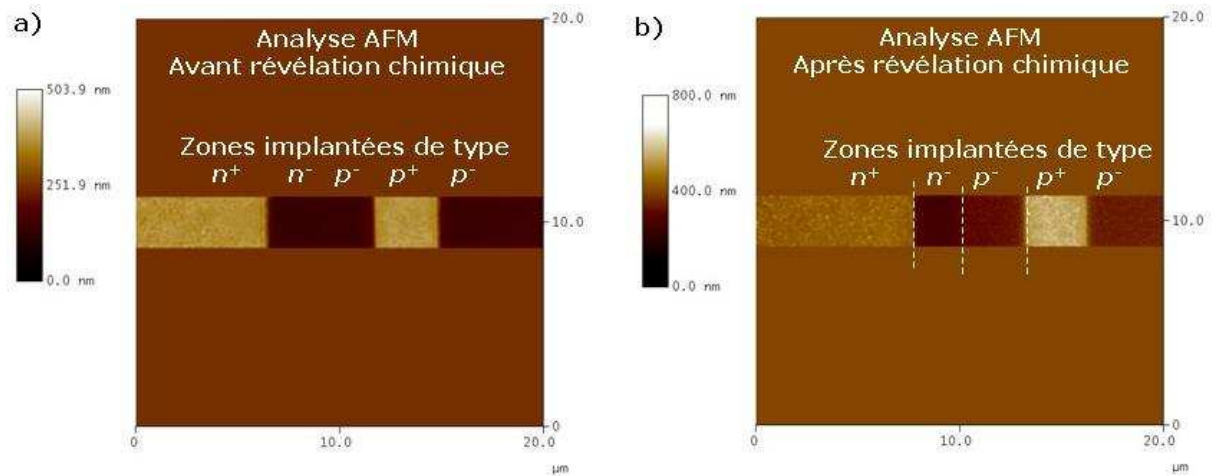 a)
Analyse AFM
Avant révélation chimique
503.9 nm
251.9 nm
0.0 nm
Zones implantées de type
n⁺ n⁻ p⁻ p⁺ p⁻
20.0
10.0
0
0 10.0 20.0
µm
b)
Analyse AFM
Après révélation chimique
800.0 nm
400.0 nm
0.0 nm
Zones implantées de type
n⁺ n⁻ p⁻ p⁺ p⁻
20.0
10.0
0
0 10.0 20.0
µm